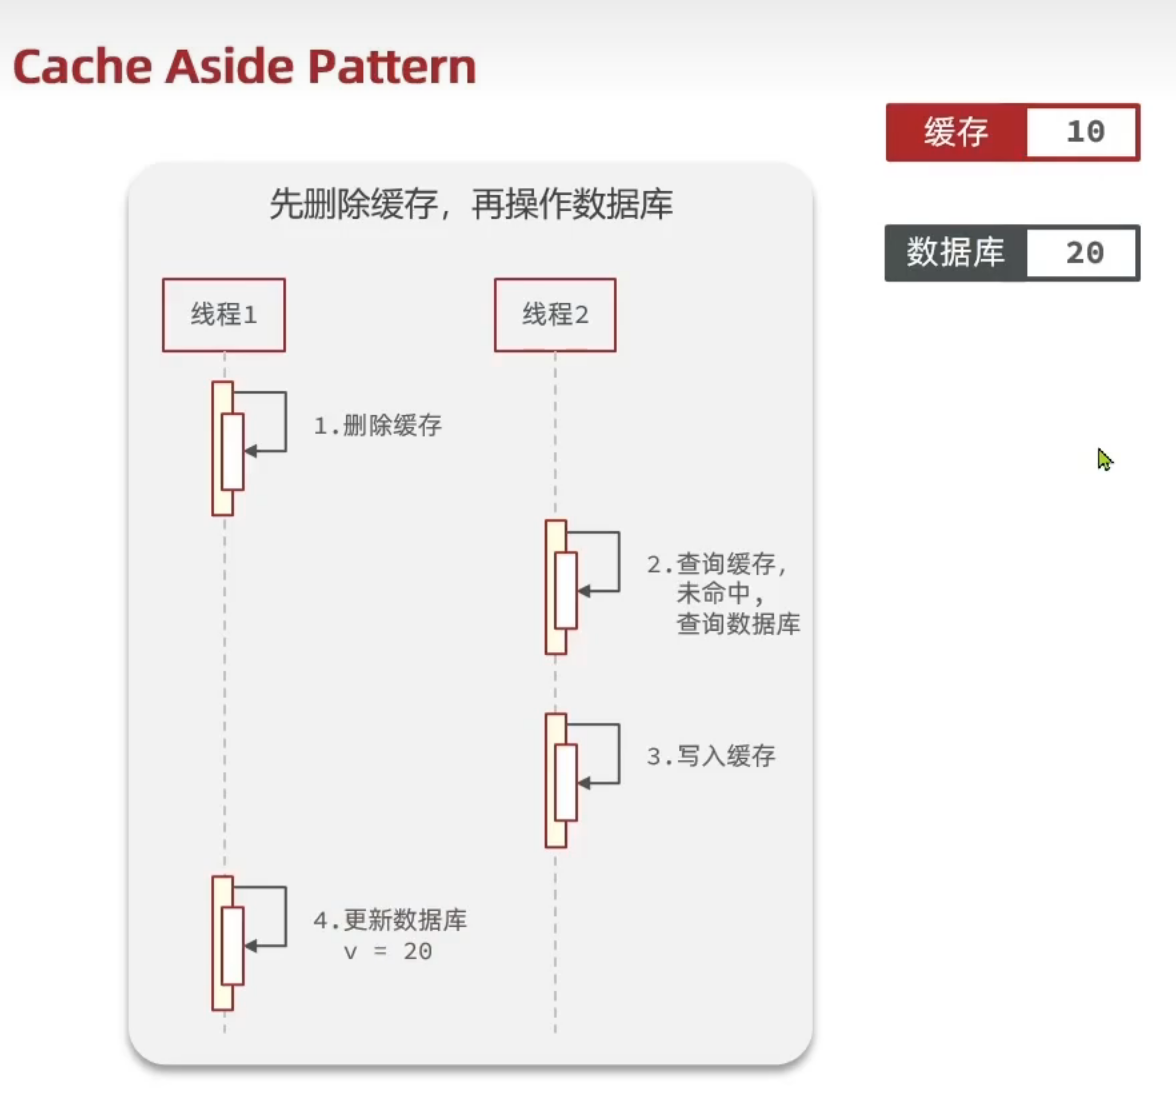 Cache Aside Pattern
缓存 10
先删除缓存，再操作数据库
数据库 20
线程1
线程2
1.删除缓存
2.查询缓存，
未命中，
查询数据库
3.写入缓存
4.更新数据库
v = 20